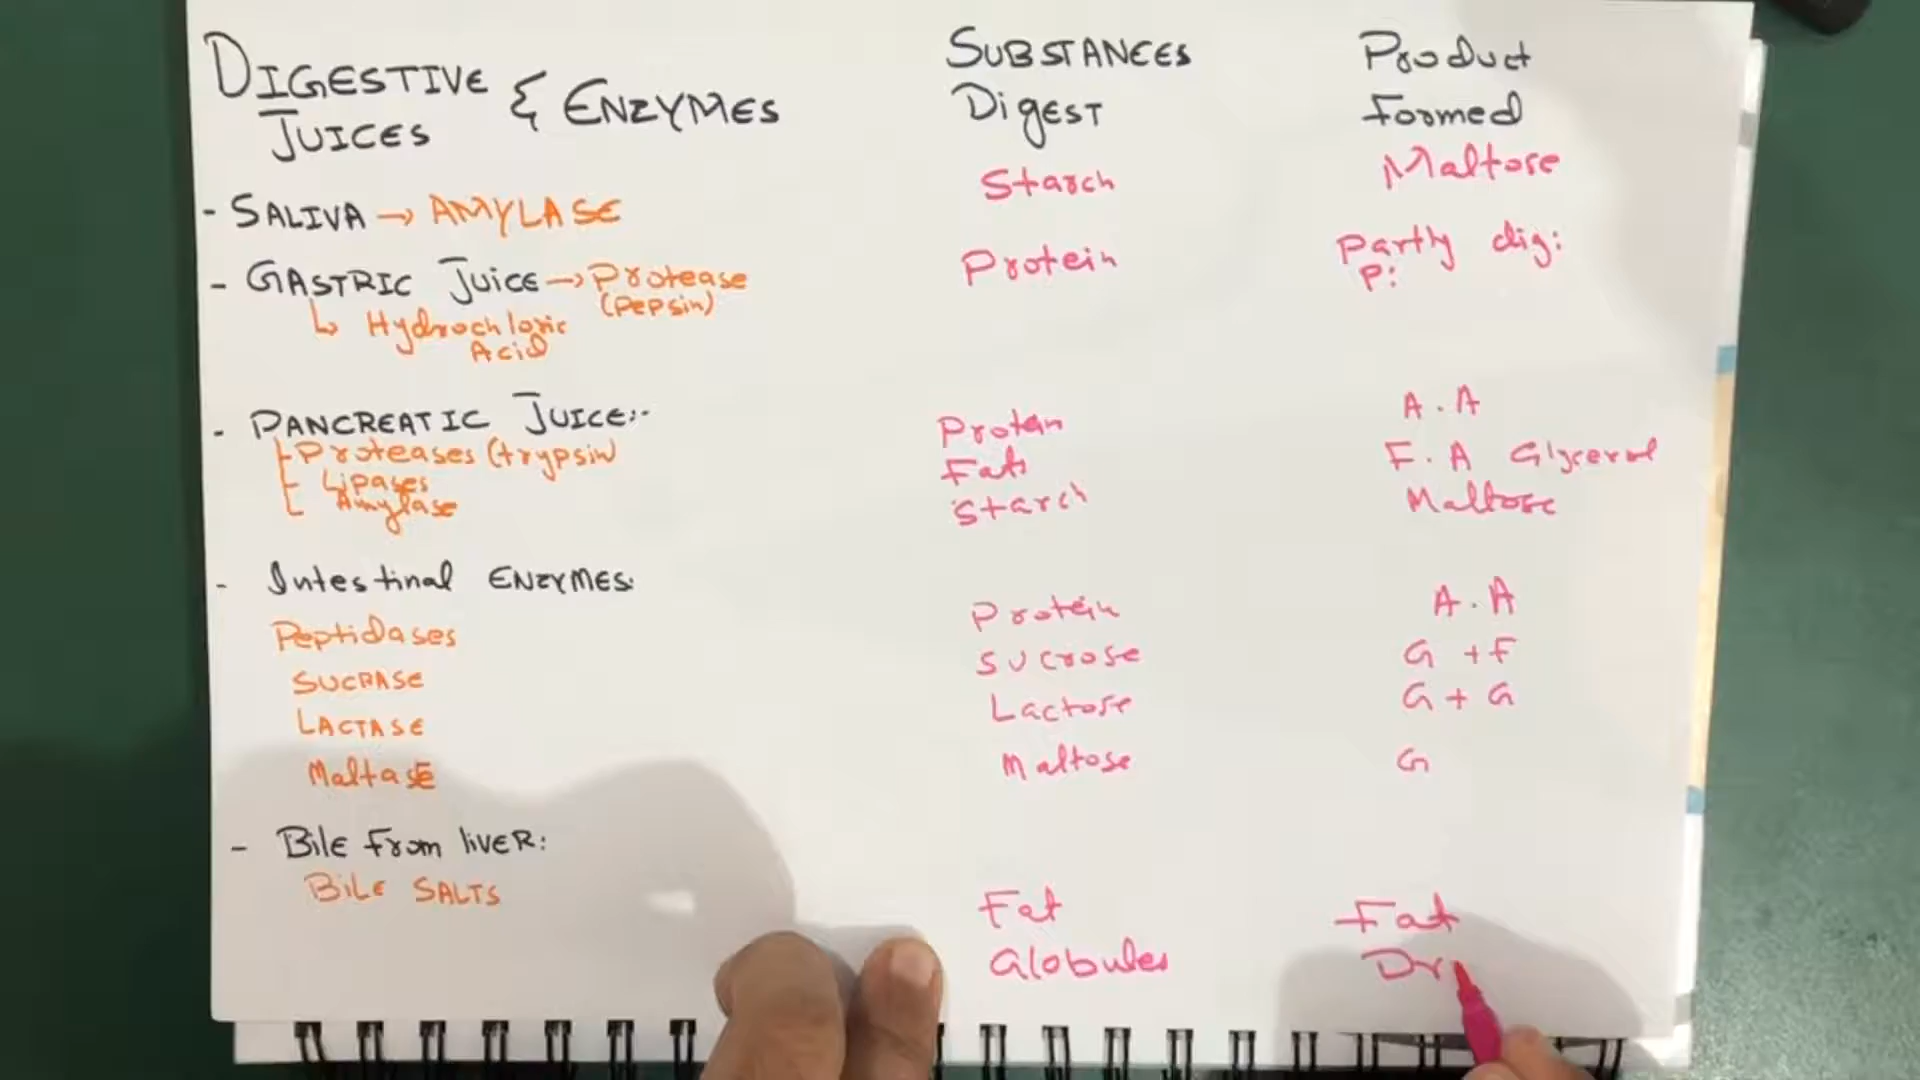 DIGESTIVE JUICES & ENZYMES
SUBSTANCES DIGEST
Product Formed
- SALIVA → AMYLASE
Starch
Maltose
- GASTRIC JUICE → Protease (Pepsin)
↳ Hydrochloric Acid
Protein
Partly dig: P:
- PANCREATIC JUICE:-
Proteases (trypsin)
Protein
A.A
Lipases
Fats
F.A Glycerol
Amylase
Starch
Maltose
- Intestinal ENZYMES:
Peptidases
Protein
A.A
SUCRASE
Sucrose
G + F
LACTASE
Lactose
G + G
MaltasE
Maltose
G
- Bile from liver:
BILE SALTS
Fat Globules
Fat Dr